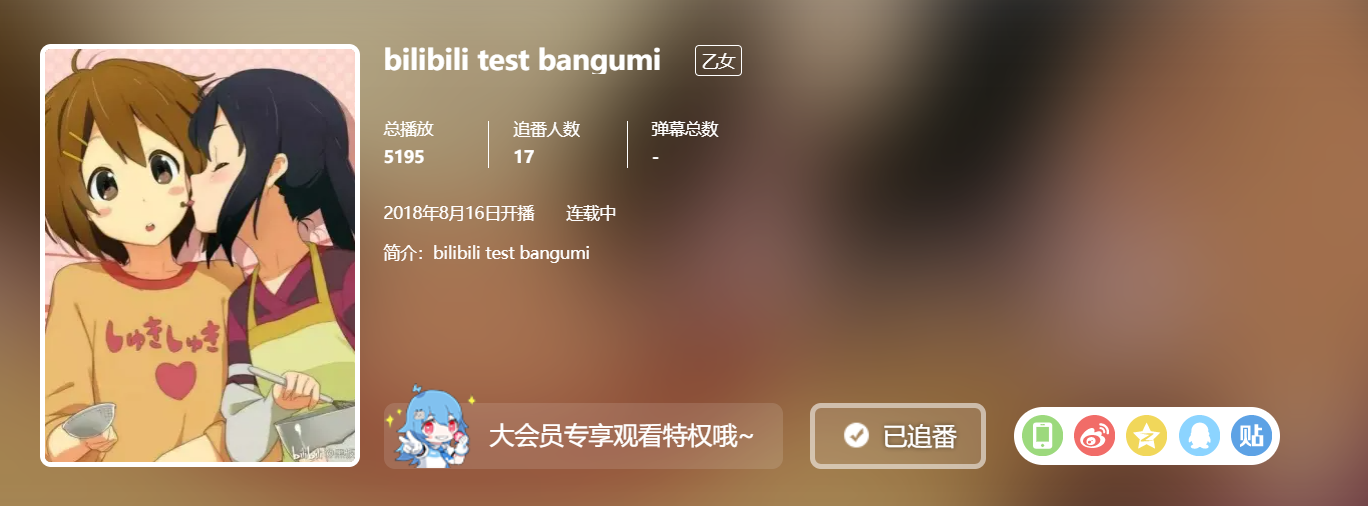 bilibili test bangumi 乙女
总播放 追番人数 弹幕总数
5195 17 -
2018年8月16日开播 连载中
简介：bilibili test bangumi
しゅきしゅき
大会员专享观看特权哦~ 已追番 贴
bilibili